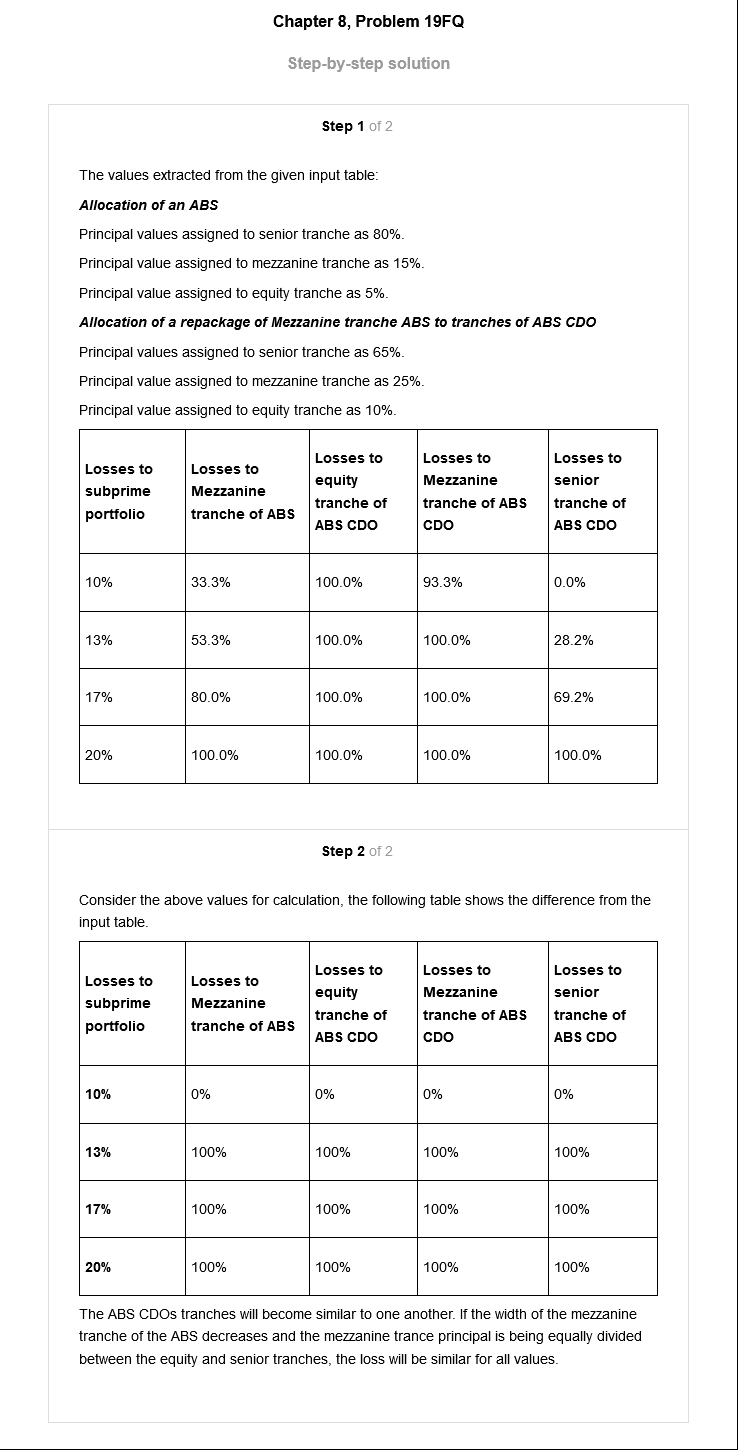 Chapter 8, Problem 19FQ
Step-by-step solution
Step 1 of 2
The values extracted from the given input table:
Allocation of an ABS
Principal values assigned to senior tranche as 80%.
Principal value assigned to mezzanine tranche as 15%.
Principal value assigned to equity tranche as 5%.
Allocation of a repackage of Mezzanine tranche ABS to tranches of ABS CDO
Principal values assigned to senior tranche as 65%.
Principal value assigned to mezzanine tranche as 25%.
Principal value assigned to equity tranche as 10%.
Losses to subprime portfolio | Losses to Mezzanine tranche of ABS | Losses to equity tranche of ABS CDO | Losses to Mezzanine tranche of ABS CDO | Losses to senior tranche of ABS CDO
10% | 33.3% | 100.0% | 93.3% | 0.0%
13% | 53.3% | 100.0% | 100.0% | 28.2%
17% | 80.0% | 100.0% | 100.0% | 69.2%
20% | 100.0% | 100.0% | 100.0% | 100.0%
Step 2 of 2
Consider the above values for calculation, the following table shows the difference from the
input table.
Losses to subprime portfolio | Losses to Mezzanine tranche of ABS | Losses to equity tranche of ABS CDO | Losses to Mezzanine tranche of ABS CDO | Losses to senior tranche of ABS CDO
10% | 0% | 0% | 0% | 0%
13% | 100% | 100% | 100% | 100%
17% | 100% | 100% | 100% | 100%
20% | 100% | 100% | 100% | 100%
The ABS CDOs tranches will become similar to one another. If the width of the mezzanine
tranche of the ABS decreases and the mezzanine trance principal is being equally divided
between the equity and senior tranches, the loss will be similar for all values.